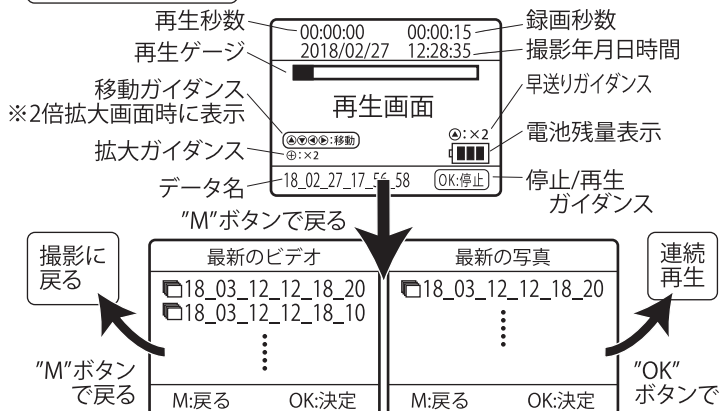 再生秒数
00:00:00
00:00:15
録画秒数
再生ゲージ
2018/02/27
12:28:35
撮影年月日時間
移動ガイダンス
※2倍拡大画面時に表示
早送りガイダンス
再生画面
▲▼◀▶:移動
▲:×2
電池残量表示
拡大ガイダンス
⊕:×2
データ名
18_02_27_17_56_58
OK:停止
停止/再生
ガイダンス
"M"ボタンで戻る
撮影に
戻る
最新のビデオ
最新の写真
連続
再生
18_03_12_12_18_20
18_03_12_12_18_10
18_03_12_12_18_20
"M"ボタン
で戻る
"OK"
ボタンで
M:戻る
OK:決定
M:戻る
OK:決定